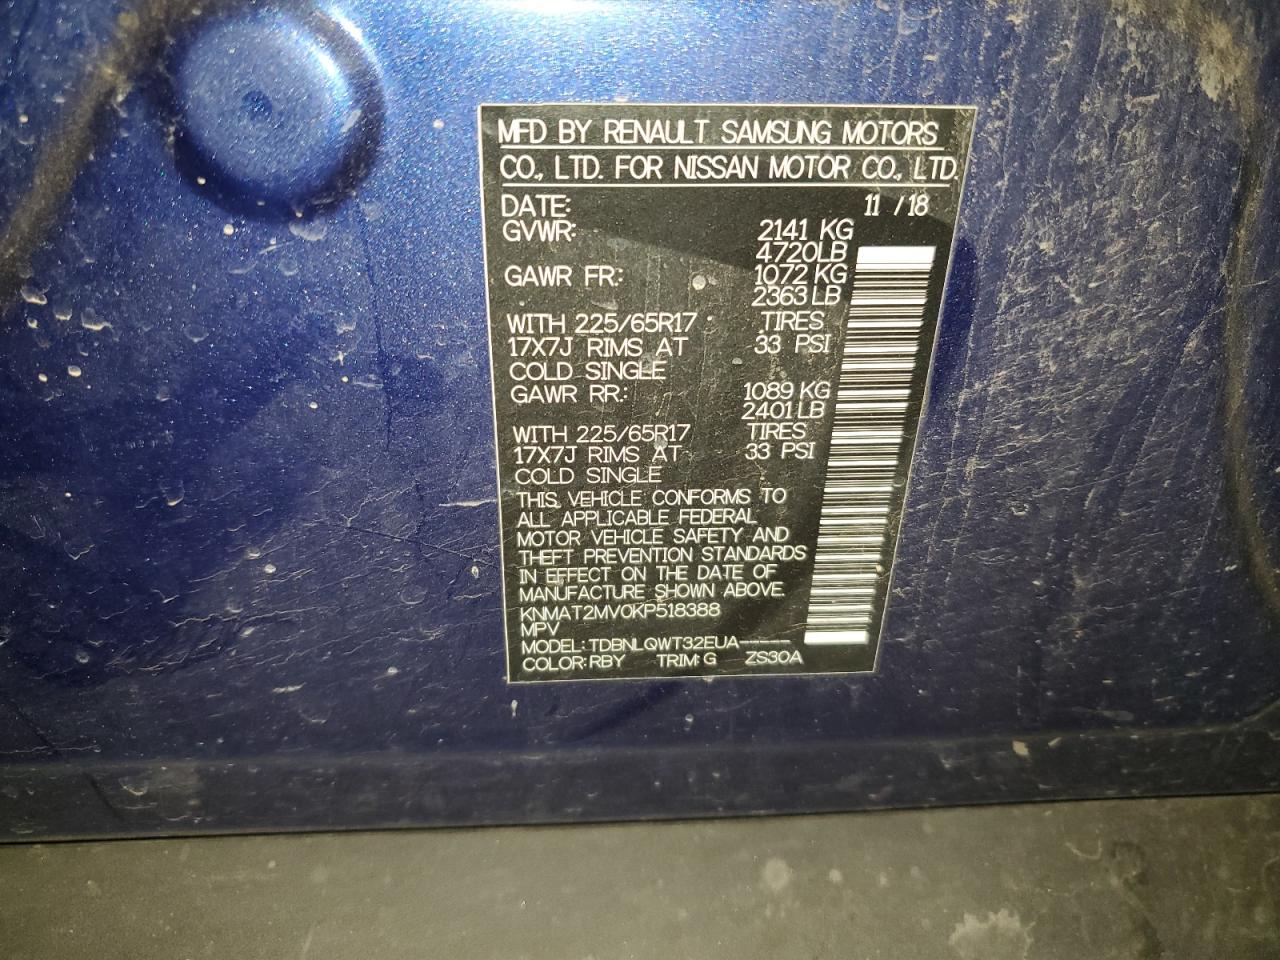 MFD BY RENAULT SAMSUNG MOTORS
CO., LTD. FOR NISSAN MOTOR CO., LTD.
DATE: 11 /18
GVWR: 2141 KG
4720LB
GAWR FR: 1072 KG
2363 LB
WITH 225/65R17 TIRES
17X7J RIMS AT 33 PSI
COLD SINGLE
GAWR RR: 1089 KG
2401 LB
WITH 225/65R17 TIRES
17X7J RIMS AT 33 PSI
COLD SINGLE
THIS VEHICLE CONFORMS TO
ALL APPLICABLE FEDERAL
MOTOR VEHICLE SAFETY AND
THEFT PREVENTION STANDARDS
IN EFFECT ON THE DATE OF
MANUFACTURE SHOWN ABOVE.
KNMAT2MV0KP518388
MPV
MODEL: TDBNLQWT32EUA-----
COLOR: RBY TRIM: G ZS30A